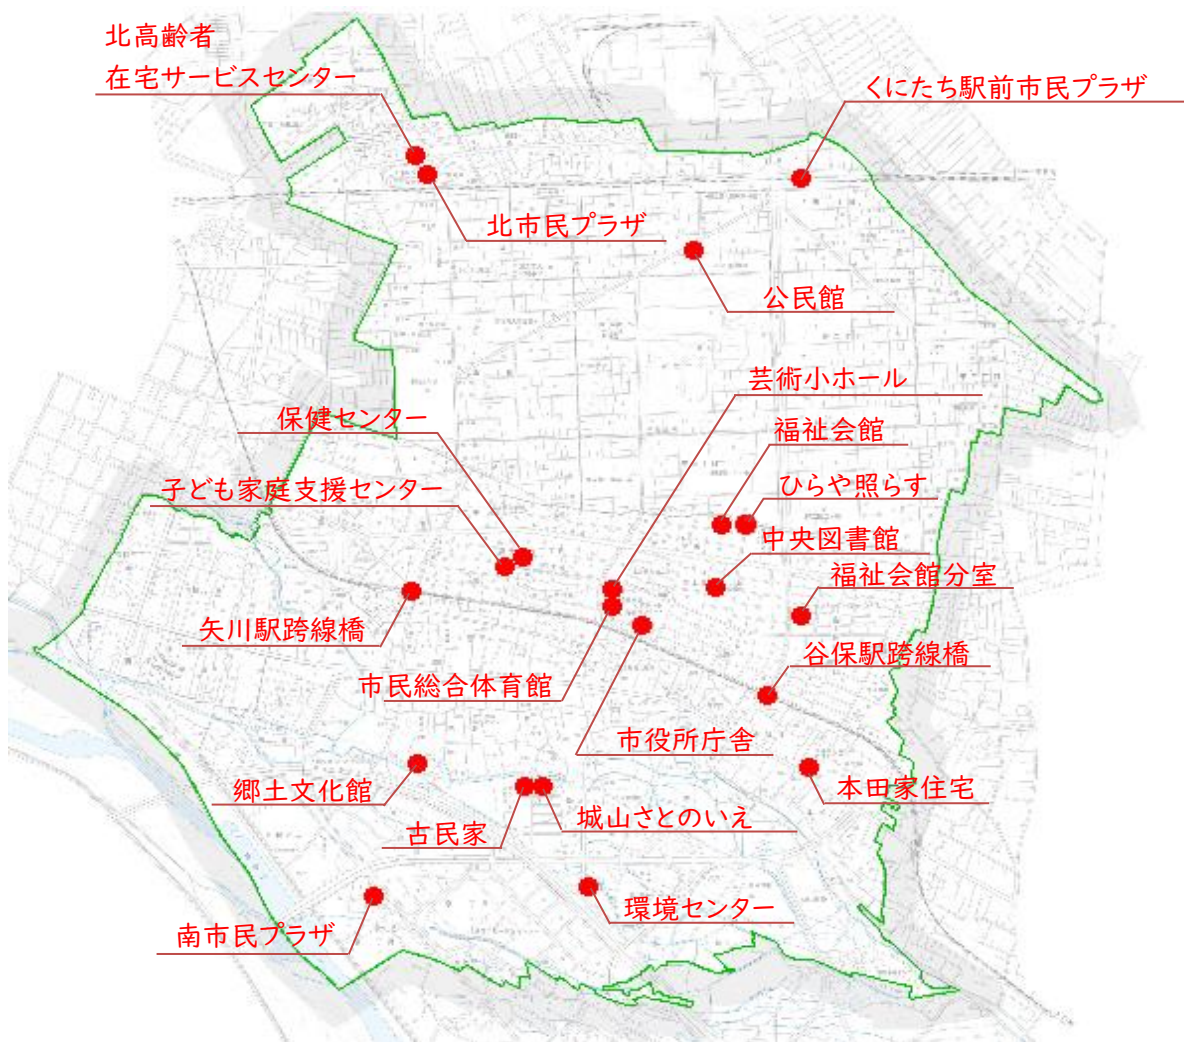 北高齢者
在宅サービスセンター
くにたち駅前市民プラザ
北市民プラザ
公民館
芸術小ホール
保健センター
福祉会館
子ども家庭支援センター
ひらや照らす
中央図書館
福祉会館分室
矢川駅跨線橋
谷保駅跨線橋
市民総合体育館
市役所庁舎
郷土文化館
本田家住宅
古民家
城山さとのいえ
環境センター
南市民プラザ